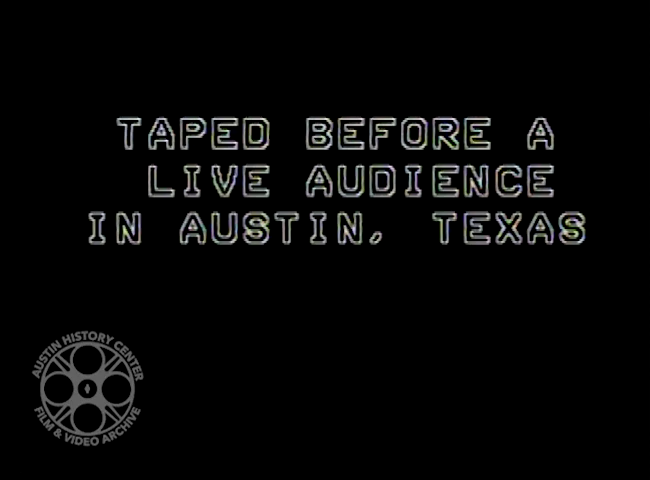 TAPED BEFORE A
LIVE AUDIENCE
IN AUSTIN, TEXAS
AUSTIN HISTORY CENTER
FILM & VIDEO ARCHIVE